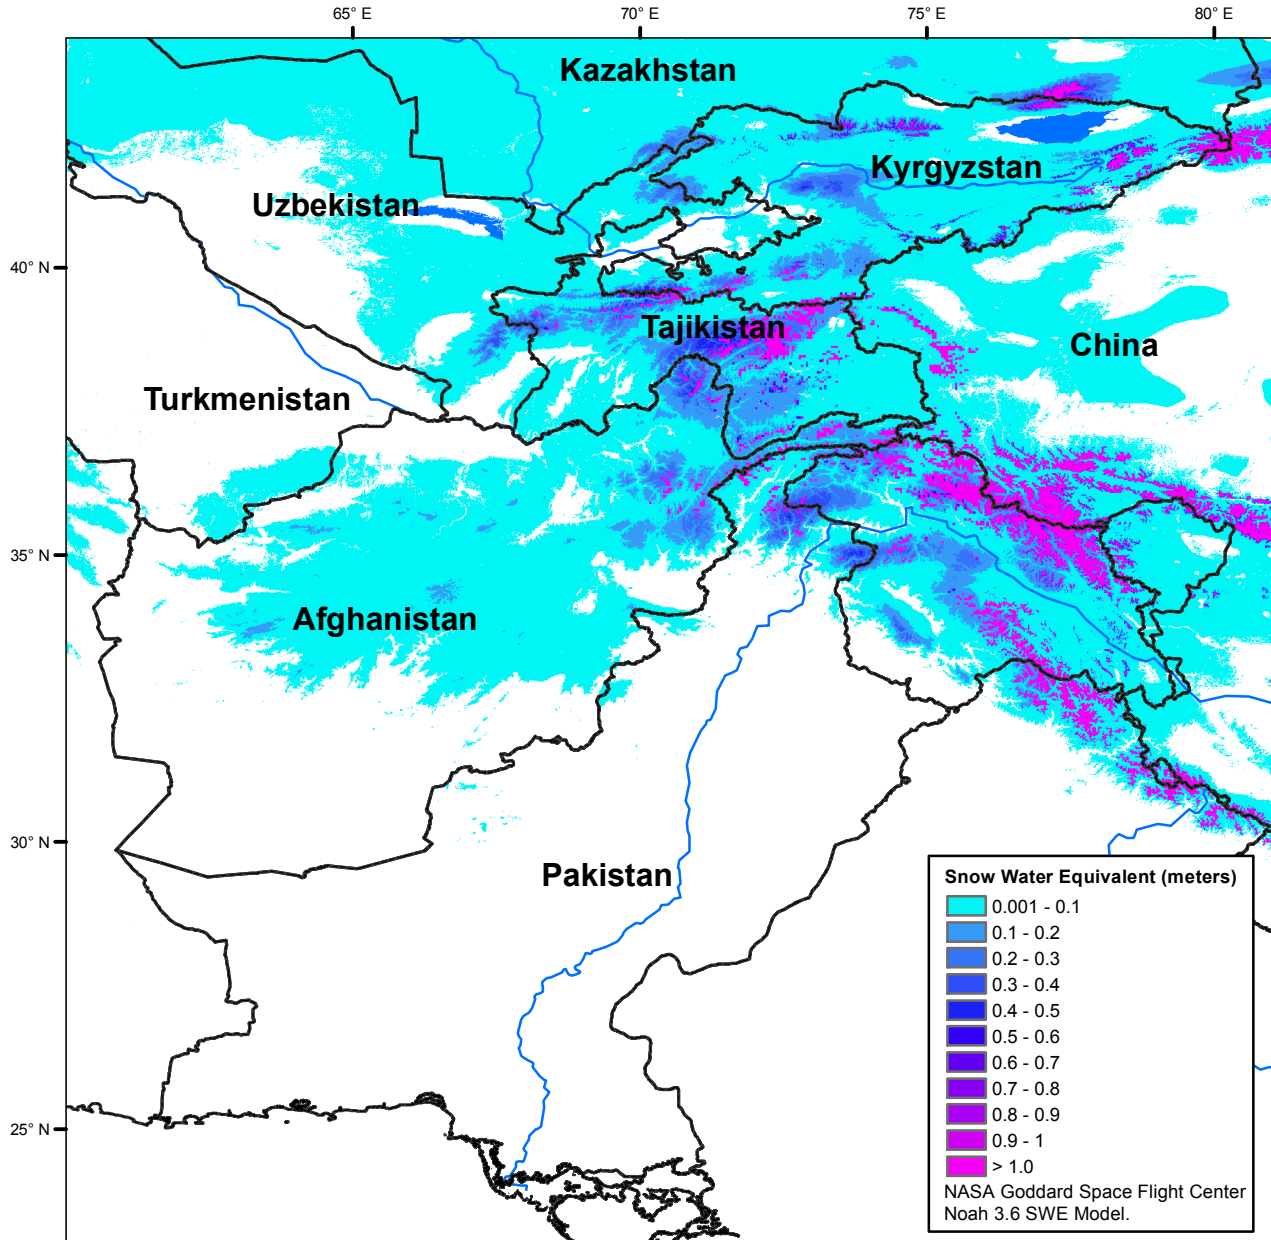 65° E
70° E
75° E
80° E
Kazakhstan
Kyrgyzstan
Uzbekistan
40° N
Tajikistan
China
Turkmenistan
35° N
Afghanistan
30° N
Pakistan
25° N
Snow Water Equivalent (meters)
0.001 - 0.1
0.1 - 0.2
0.2 - 0.3
0.3 - 0.4
0.4 - 0.5
0.5 - 0.6
0.6 - 0.7
0.7 - 0.8
0.8 - 0.9
0.9 - 1
> 1.0
NASA Goddard Space Flight Center
Noah 3.6 SWE Model.